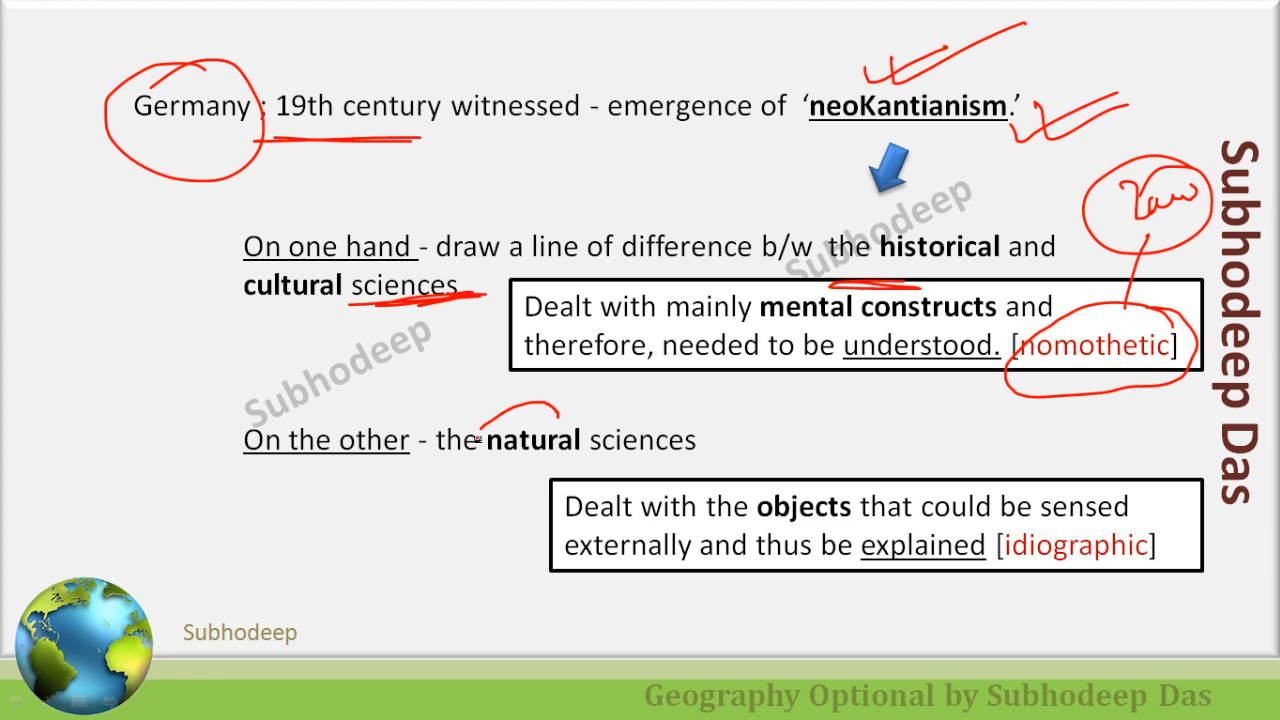 Germany : 19th century witnessed - emergence of ‘neoKantianism.’
Laws
On one hand - draw a line of difference b/w the historical and
cultural sciences
Dealt with mainly mental constructs and
therefore, needed to be understood. [nomothetic]
On the other - the natural sciences
Dealt with the objects that could be sensed
externally and thus be explained [idiographic]
Subhodeep
Subhodeep
Subhodeep
Subhodeep Das
Geography Optional by Subhodeep Das